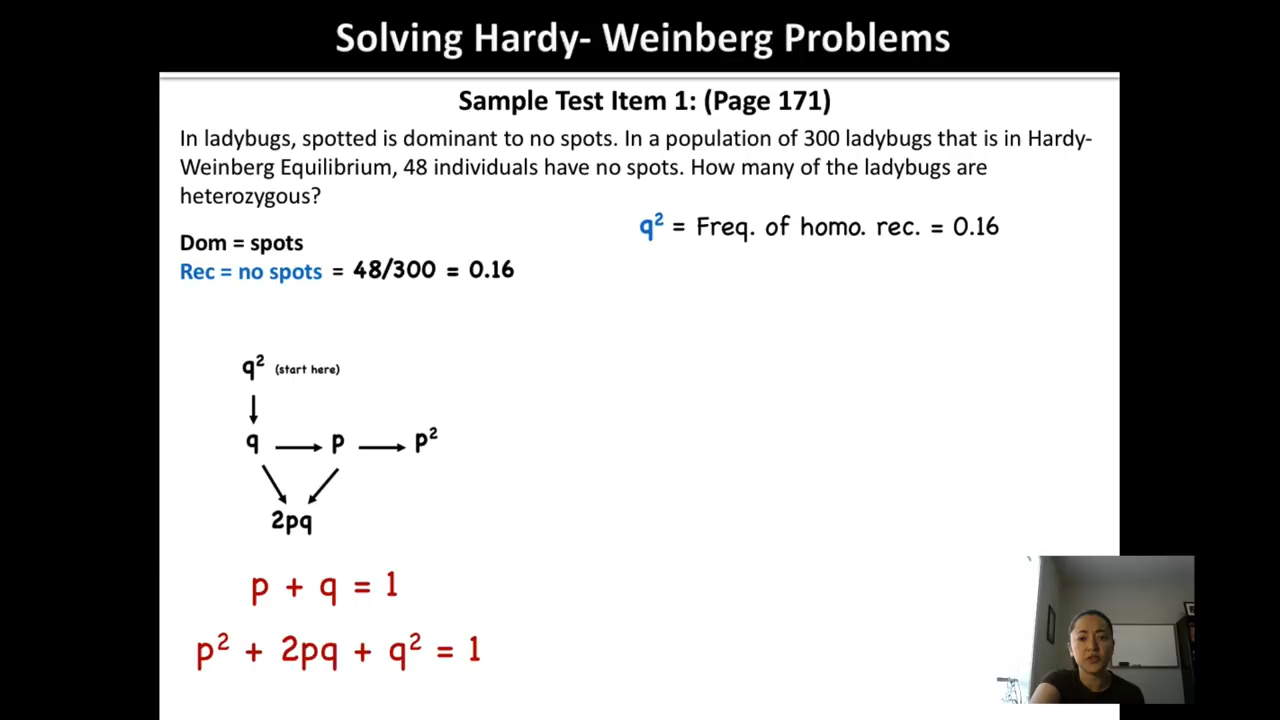 Solving Hardy- Weinberg Problems
Sample Test Item 1: (Page 171)
In ladybugs, spotted is dominant to no spots. In a population of 300 ladybugs that is in Hardy-
Weinberg Equilibrium, 48 individuals have no spots. How many of the ladybugs are
heterozygous?
q² = Freq. of homo. rec. = 0.16
Dom = spots
Rec = no spots = 48/300 = 0.16
q² (start here)
q p p²
2pq
p + q = 1
p² + 2pq + q² = 1